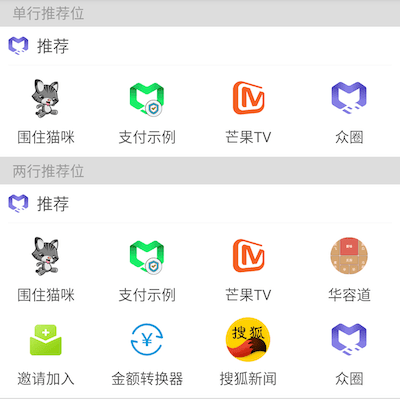 单行推荐位
推荐
围住猫咪 支付示例 芒果TV 众圈
两行推荐位
推荐
围住猫咪 支付示例 芒果TV 华容道
搜狐
邀请加入 金额转换器 搜狐新闻 众圈